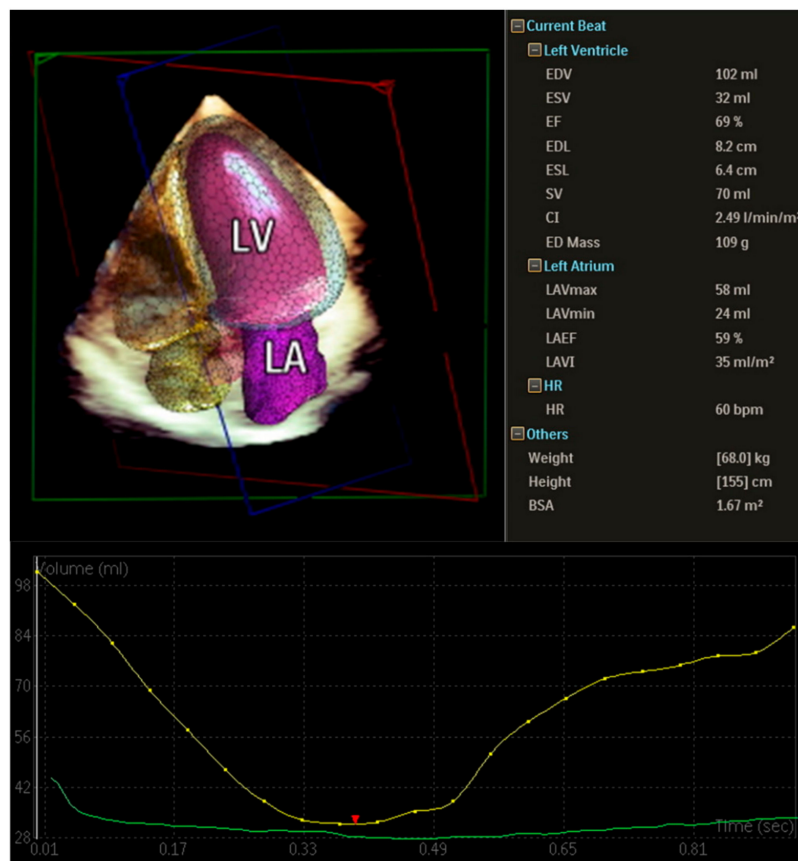 LV
LA
Current Beat
Left Ventricle
EDV 102 ml
ESV 32 ml
EF 69 %
EDL 8.2 cm
ESL 6.4 cm
SV 70 ml
CI 2.49 l/min/m²
ED Mass 109 g
Left Atrium
LAVmax 58 ml
LAVmin 24 ml
LAEF 59 %
LAVI 35 ml/m²
HR
HR 60 bpm
Others
Weight [68.0] kg
Height [155] cm
BSA 1.67 m²
Volume (ml)
98
84
70
56
42
28
0.01 0.17 0.33 0.49 0.65 0.81
Time (sec)